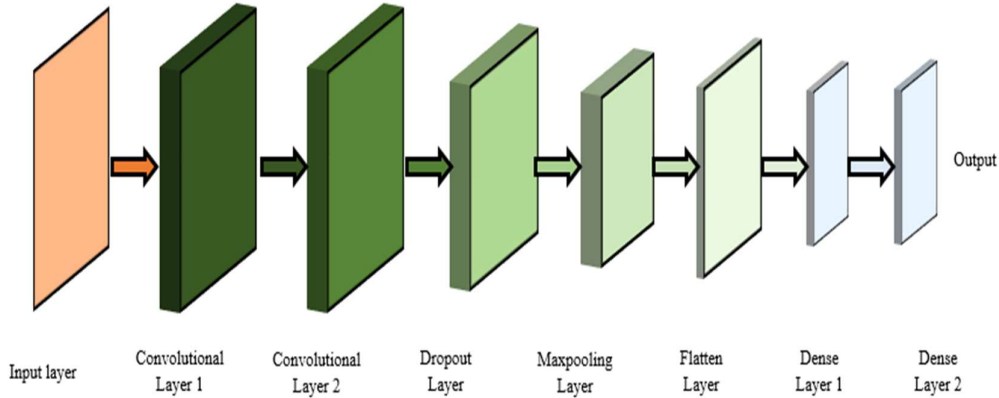 Output
Input layer
Convolutional
Layer 1
Convolutional
Layer 2
Dropout
Layer
Maxpooling
Layer
Flatten
Layer
Dense
Layer 1
Dense
Layer 2